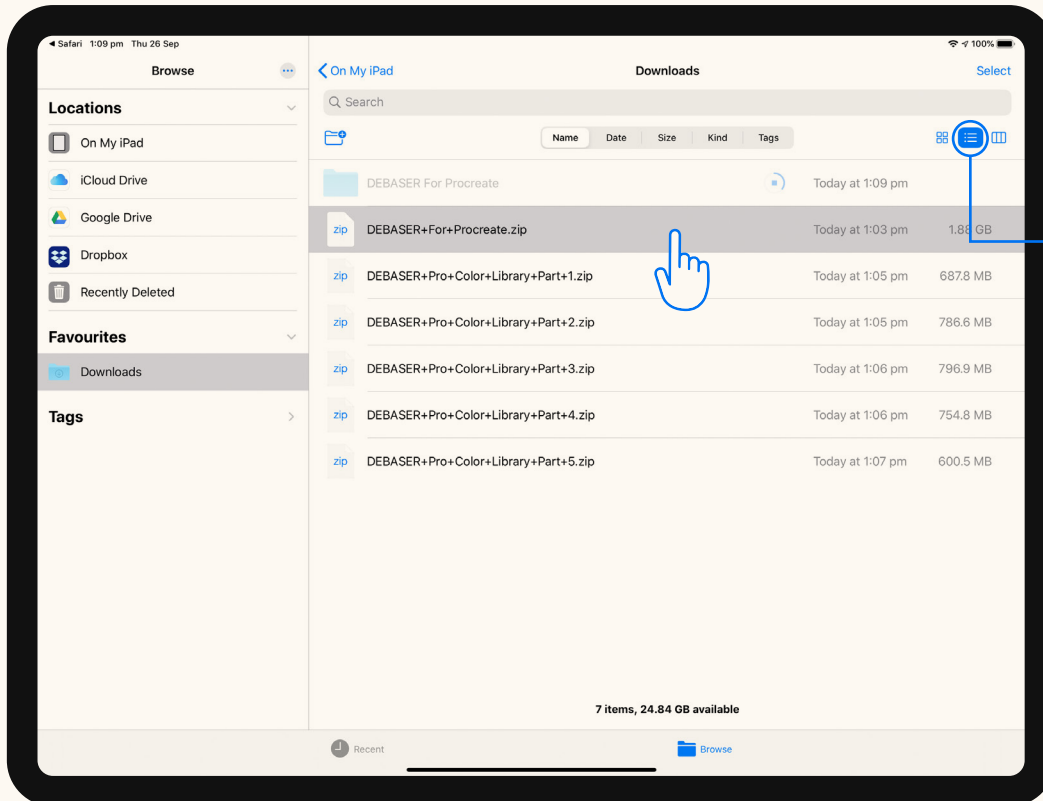 ◀ Safari 1:09 pm Thu 26 Sep
100%
Browse
On My iPad
Downloads
Select
Locations
Search
On My iPad
Name Date Size Kind Tags
iCloud Drive
DEBASER For Procreate Today at 1:09 pm
Google Drive
zip DEBASER+For+Procreate.zip Today at 1:03 pm 1.88 GB
Dropbox
zip DEBASER+Pro+Color+Library+Part+1.zip Today at 1:05 pm 687.8 MB
Recently Deleted
zip DEBASER+Pro+Color+Library+Part+2.zip Today at 1:05 pm 786.6 MB
Favourites
Downloads
zip DEBASER+Pro+Color+Library+Part+3.zip Today at 1:06 pm 796.9 MB
Tags
zip DEBASER+Pro+Color+Library+Part+4.zip Today at 1:06 pm 754.8 MB
zip DEBASER+Pro+Color+Library+Part+5.zip Today at 1:07 pm 600.5 MB
7 items, 24.84 GB available
Recent
Browse